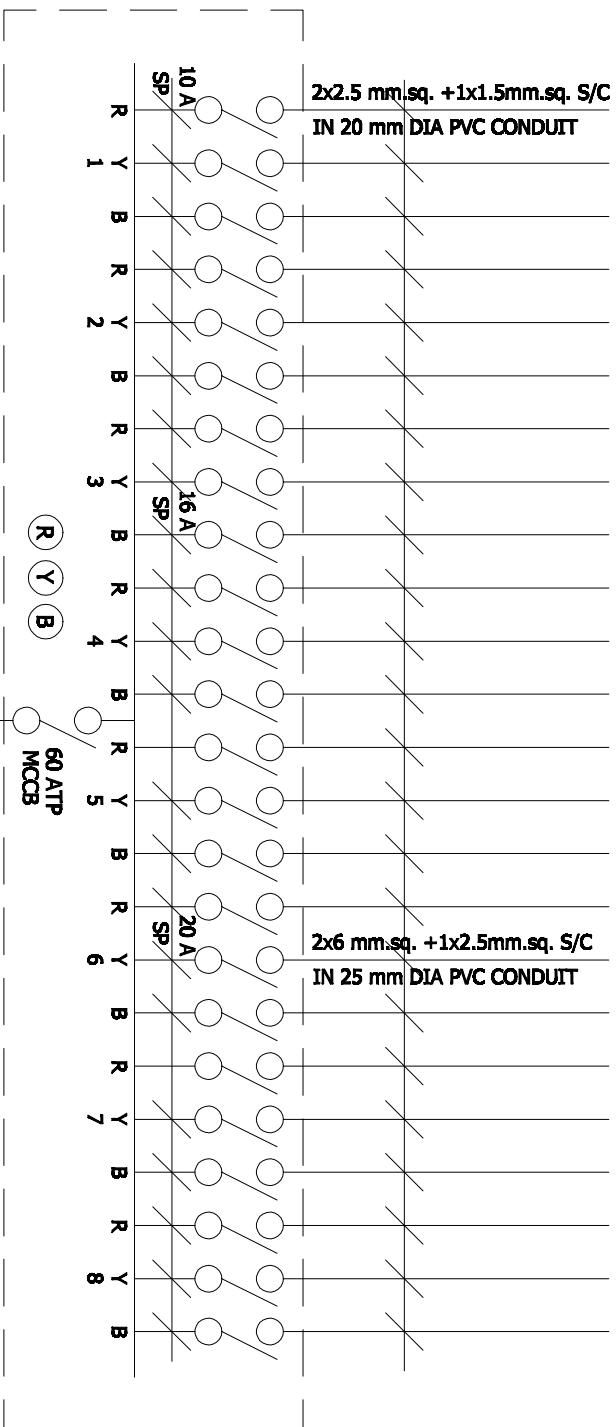 10 A
SP
2x2.5 mm.sq. +1x1.5mm.sq. S/C
IN 20 mm DIA PVC CONDUIT
R
1 Y
B
R
2 Y
B
R
3 Y
16 A
SP
B
R
4 Y
B
R Y B
60 ATP
MCCB
R
5 Y
B
R
20 A
SP
2x6 mm.sq. +1x2.5mm.sq. S/C
IN 25 mm DIA PVC CONDUIT
6 Y
B
R
7 Y
B
R
8 Y
B